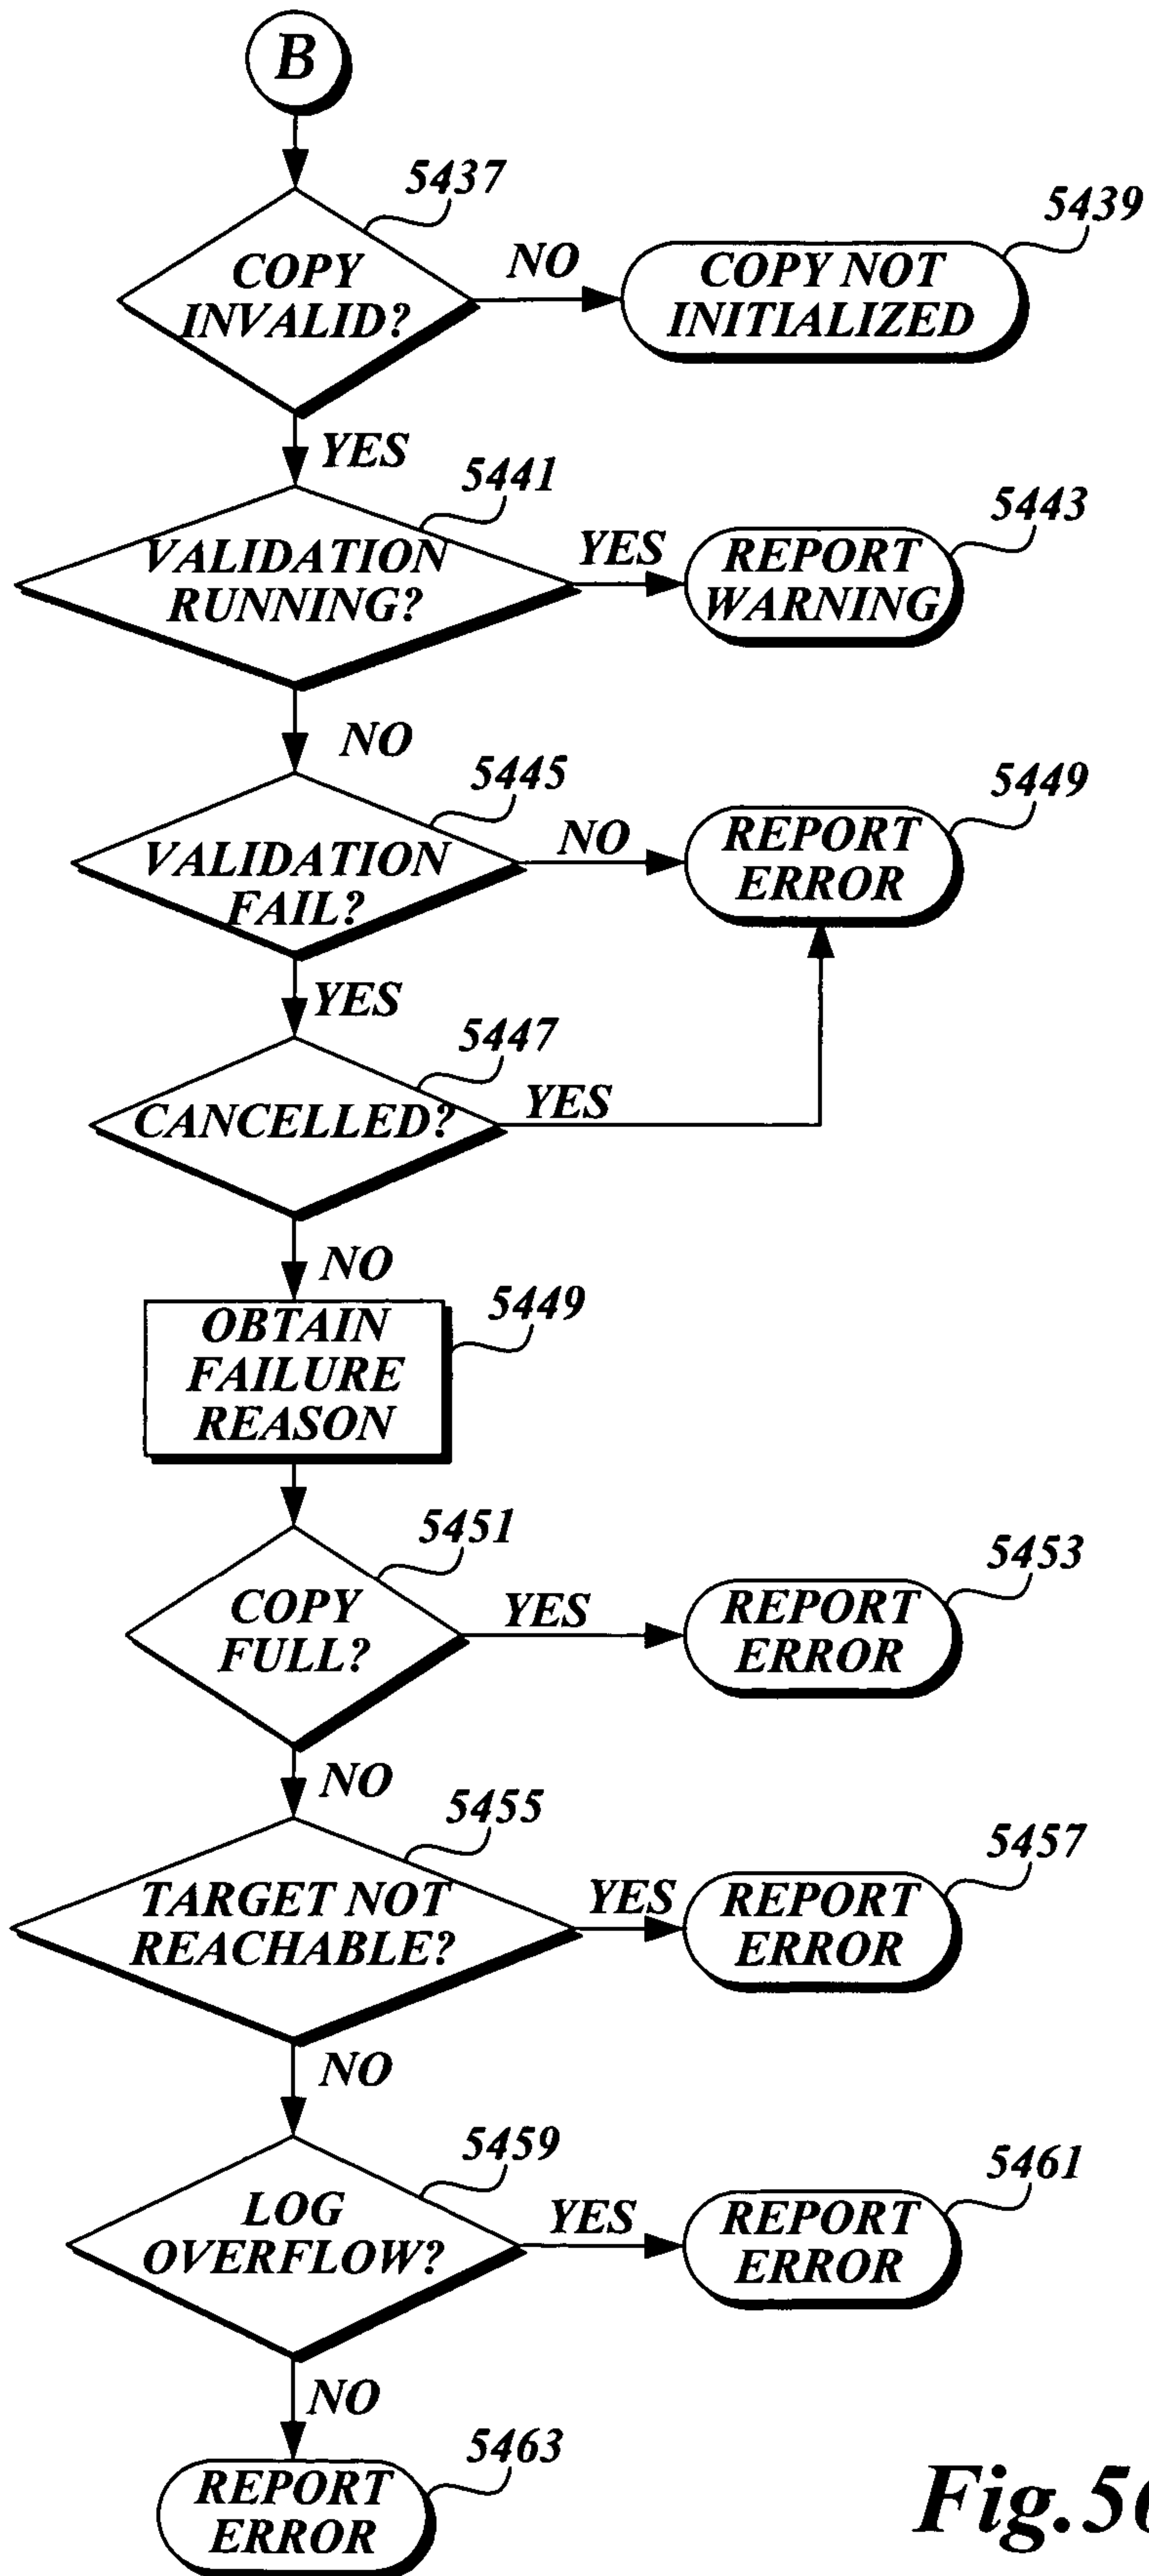 B
5437
COPY
INVALID?
NO
5439
COPY NOT
INITIALIZED
YES
5441
VALIDATION
RUNNING?
YES
5443
REPORT
WARNING
NO
5445
VALIDATION
FAIL?
NO
5449
REPORT
ERROR
YES
5447
CANCELLED?
YES
NO
5449
OBTAIN
FAILURE
REASON
5451
COPY
FULL?
YES
5453
REPORT
ERROR
NO
5455
TARGET NOT
REACHABLE?
YES
5457
REPORT
ERROR
NO
5459
LOG
OVERFLOW?
YES
5461
REPORT
ERROR
NO
5463
REPORT
ERROR
Fig.5